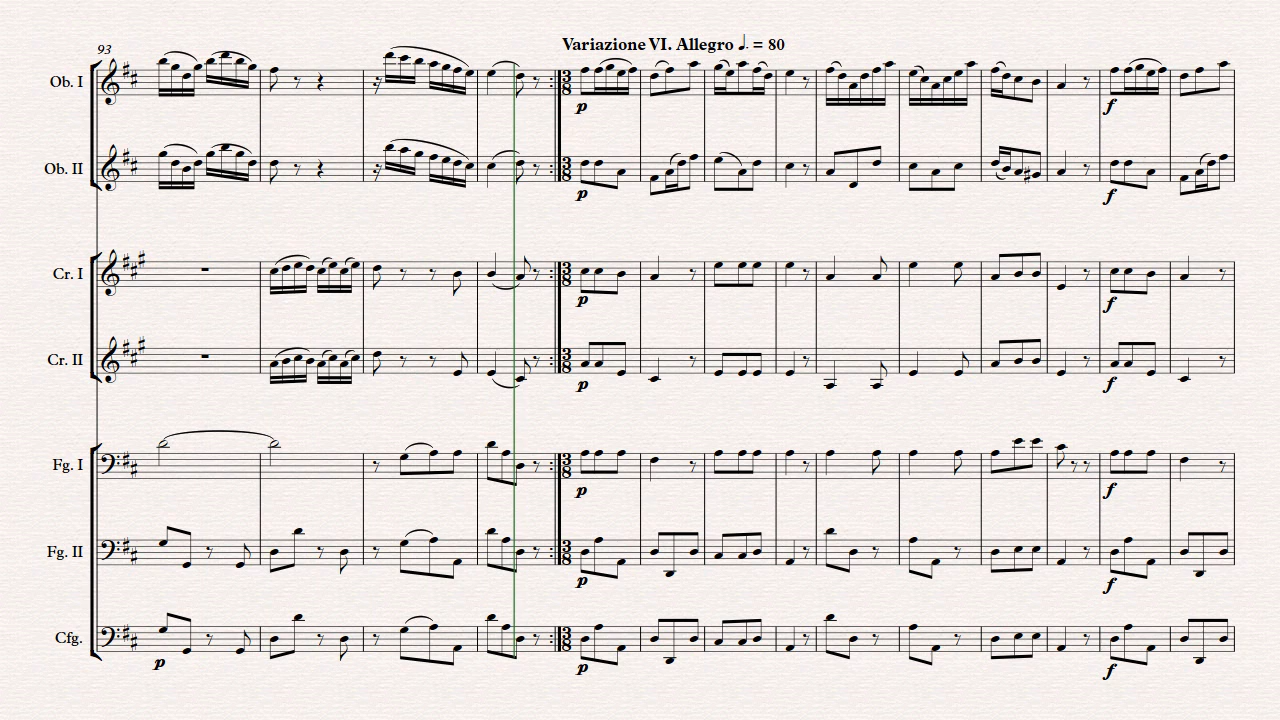 93
Variazione VI. Allegro ♩. = 80
Ob. I
p
f
Ob. II
p
f
Cr. I
p
f
Cr. II
p
f
Fg. I
p
f
Fg. II
p
f
Cfg.
p
p
f